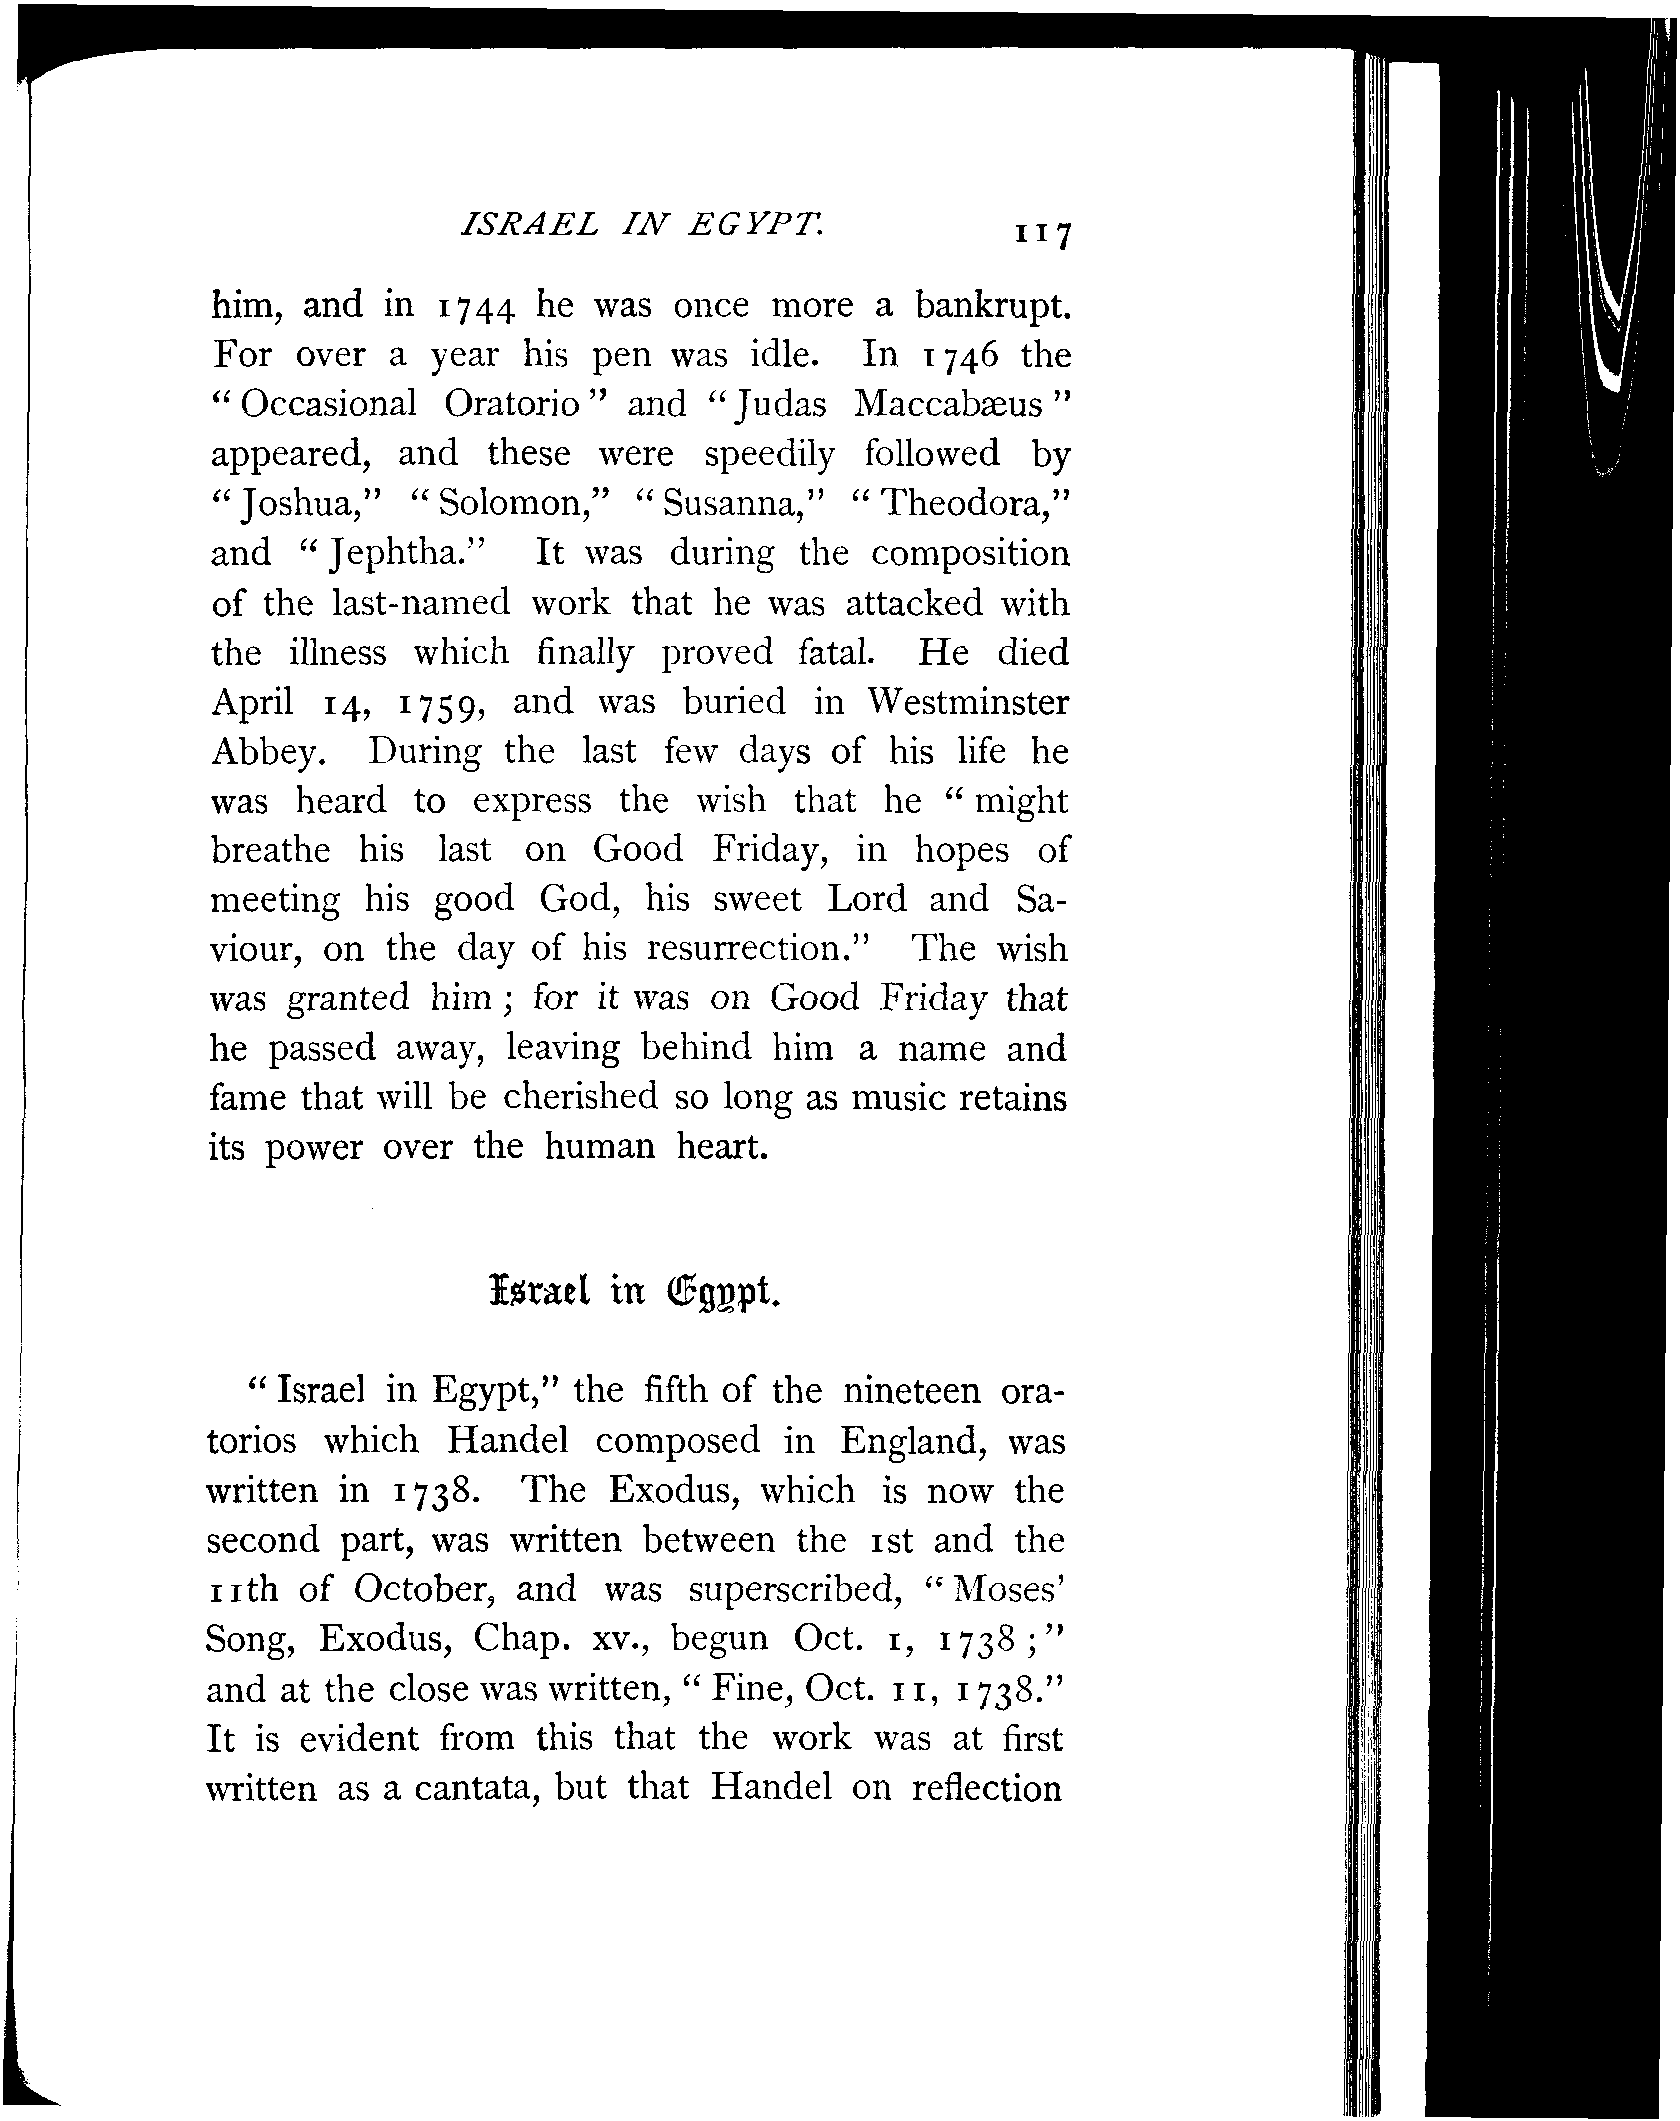 ISRAEL IN EGYPT. 117
him, and in 1744 he was once more a bankrupt.
For over a year his pen was idle. In 1746 the
“Occasional Oratorio” and “Judas Maccabæus”
appeared, and these were speedily followed by
“Joshua,” “Solomon,” “Susanna,” “Theodora,”
and “Jephtha.” It was during the composition
of the last-named work that he was attacked with
the illness which finally proved fatal. He died
April 14, 1759, and was buried in Westminster
Abbey. During the last few days of his life he
was heard to express the wish that he “might
breathe his last on Good Friday, in hopes of
meeting his good God, his sweet Lord and Sa-
viour, on the day of his resurrection.” The wish
was granted him; for it was on Good Friday that
he passed away, leaving behind him a name and
fame that will be cherished so long as music retains
its power over the human heart.
Israel in Egypt.
“Israel in Egypt,” the fifth of the nineteen ora-
torios which Handel composed in England, was
written in 1738. The Exodus, which is now the
second part, was written between the 1st and the
11th of October, and was superscribed, “Moses’
Song, Exodus, Chap. xv., begun Oct. 1, 1738;”
and at the close was written, “Fine, Oct. 11, 1738.”
It is evident from this that the work was at first
written as a cantata, but that Handel on reflection